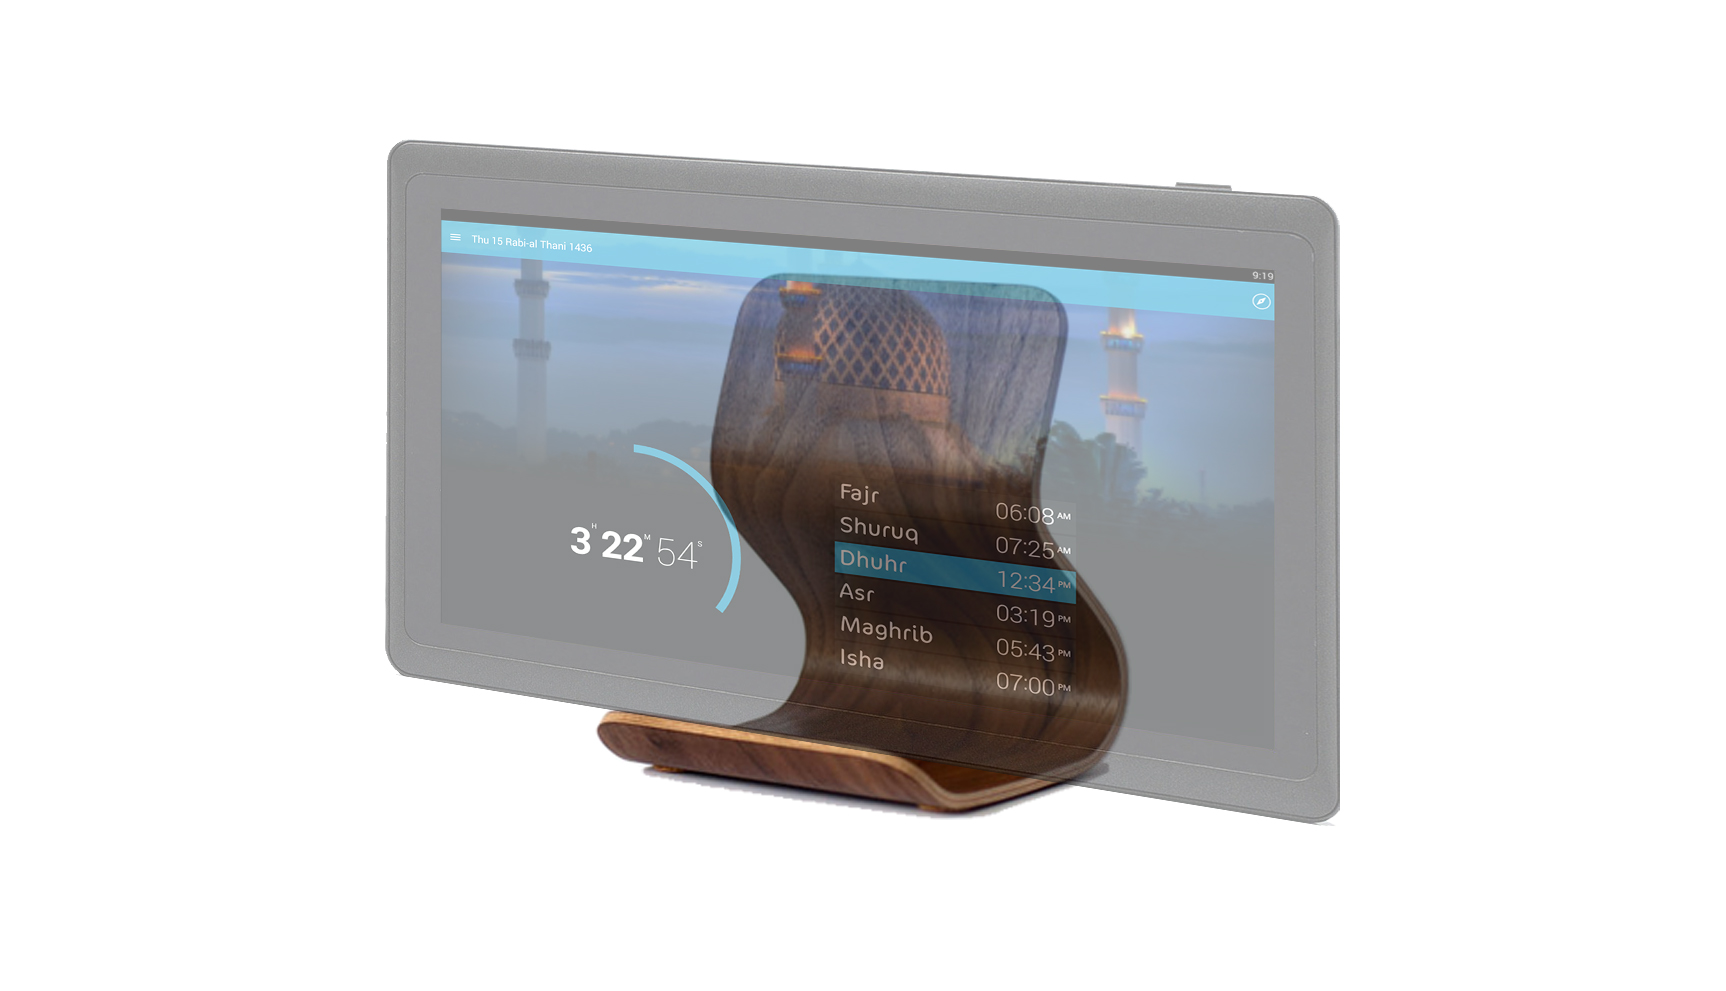 9:19
Thu 15 Rabi-al Thani 1436
3 H 22 M 54 S
Fajr 06:08 AM
Shuruq 07:25 AM
Dhuhr 12:34 PM
Asr 03:19 PM
Maghrib 05:43 PM
Isha 07:00 PM